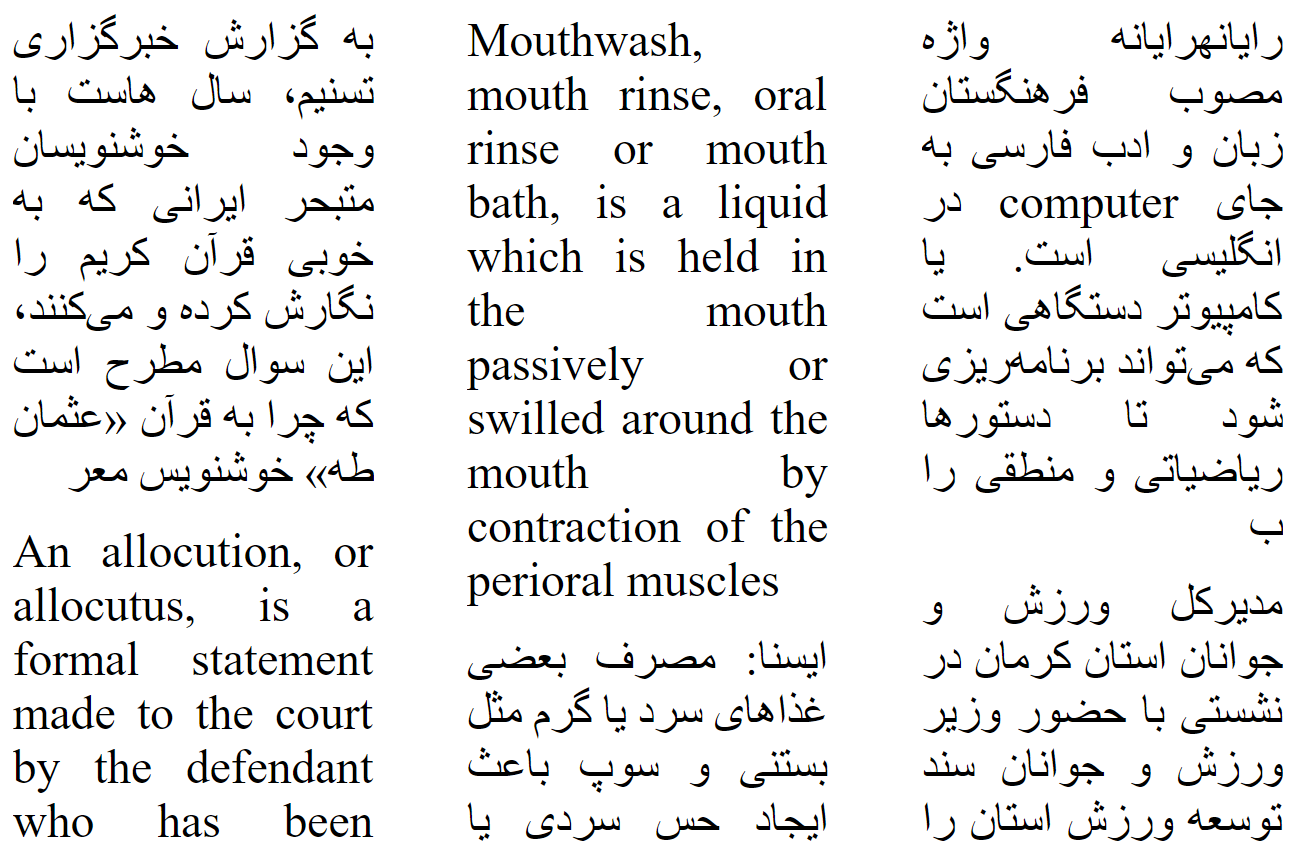 به گزارش خبرگزاری
تسنیم، سال هاست با
وجود خوشنویسان
متبحر ایرانی که به
خوبی قرآن کریم را
نگارش کرده و می‌کنند،
این سوال مطرح است
که چرا به قرآن «عثمان
طه» خوشنویس معر
An allocution, or
allocutus, is a
formal statement
made to the court
by the defendant
who has been
Mouthwash,
mouth rinse, oral
rinse or mouth
bath, is a liquid
which is held in
the mouth
passively or
swilled around the
mouth by
contraction of the
perioral muscles
ایسنا: مصرف بعضی
غذاهای سرد یا گرم مثل
بستنی و سوپ باعث
ایجاد حس سردی یا
رایانهرایانه واژه
مصوب فرهنگستان
زبان و ادب فارسی به
جای computer در
انگلیسی است. یا
کامپیوتر دستگاهی است
که می‌تواند برنامه‌ریزی
شود تا دستورها
ریاضیاتی و منطقی را
ب
مدیرکل ورزش و
جوانان استان کرمان در
نشستی با حضور وزیر
ورزش و جوانان سند
توسعه ورزش استان را